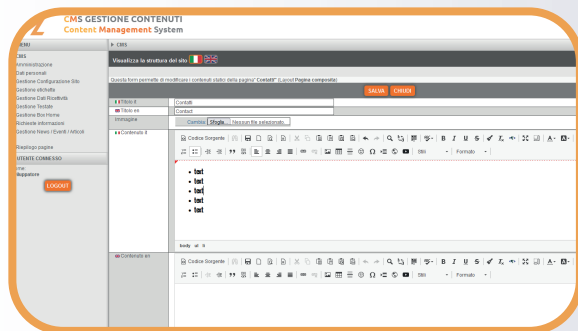 CMS GESTIONE CONTENUTI
Content Management System
MENU
CMS
CMS
Amministrazione
Dati personali
Gestione Configurazione Sito
Gestione etichette
Gestione Dati Ricettività
Gestione Testate
Gestione Box Home
Richieste informazioni
Gestione News \ Eventi \ Articoli
Riepilogo pagine
UTENTE CONNESSO
LOGOUT
Visualizza la struttura del sito
Questa form permette di modificare i contenuti statici della pagina "Contatti" (Layout Pagina composita)
SALVA CHIUDI
Titolo it
Contatti
Titolo en
Contact
Immagine
Cambia Sfoglia... Nessun file selezionato.
Contenuto it
Codice Sorgente
Stili Formato
text
text
text
text
text
body ul li
Contenuto en
Codice Sorgente
Stili Formato